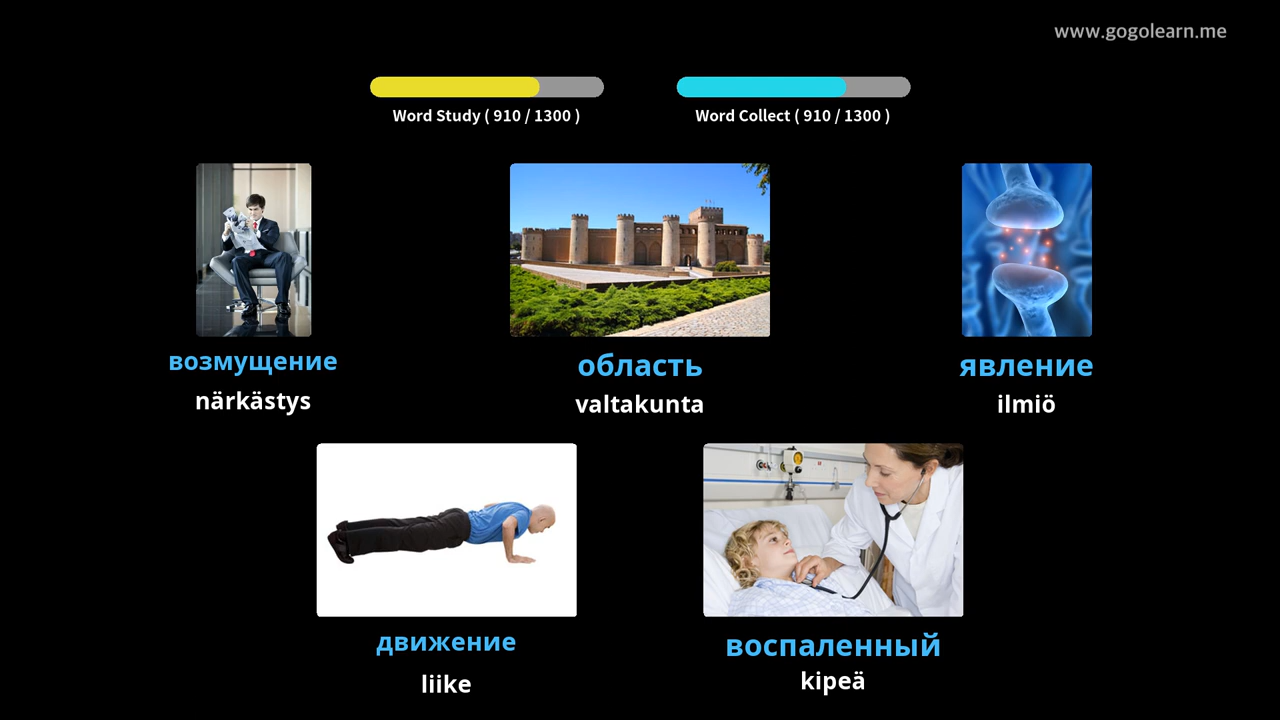 www.gogolearn.me
Word Study ( 910 / 1300 )
Word Collect ( 910 / 1300 )
возмущение
närkästys
область
valtakunta
явление
ilmiö
движение
liike
воспаленный
kipeä